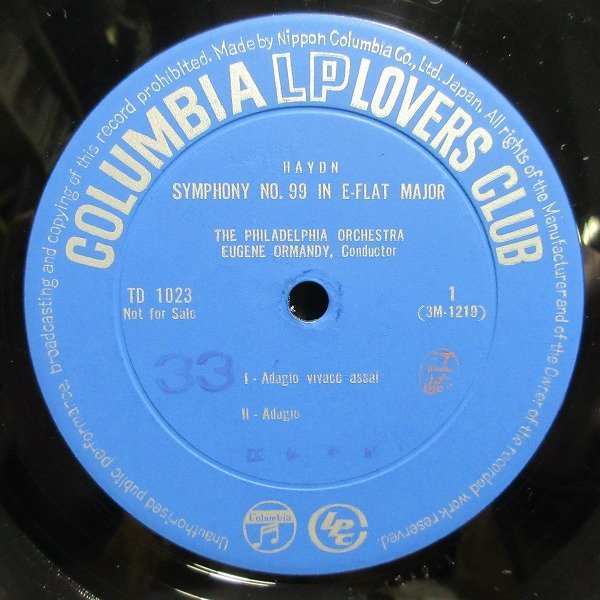 Unauthorised public performance, broadcasting and copying of this record prohibited. Made by Nippon Columbia Co., Ltd. Japan. All rights of the Manufacturer and of the Owner of the recorded work reserved.
COLUMBIA LP LOVERS CLUB
HAYDN
SYMPHONY NO. 99 IN E-FLAT MAJOR
THE PHILADELPHIA ORCHESTRA
EUGENE ORMANDY, Conductor
TD 1023
Not for Sale
1
(3M-1219)
33
I - Adagio vivace assai
II - Adagio
Columbia
LPC